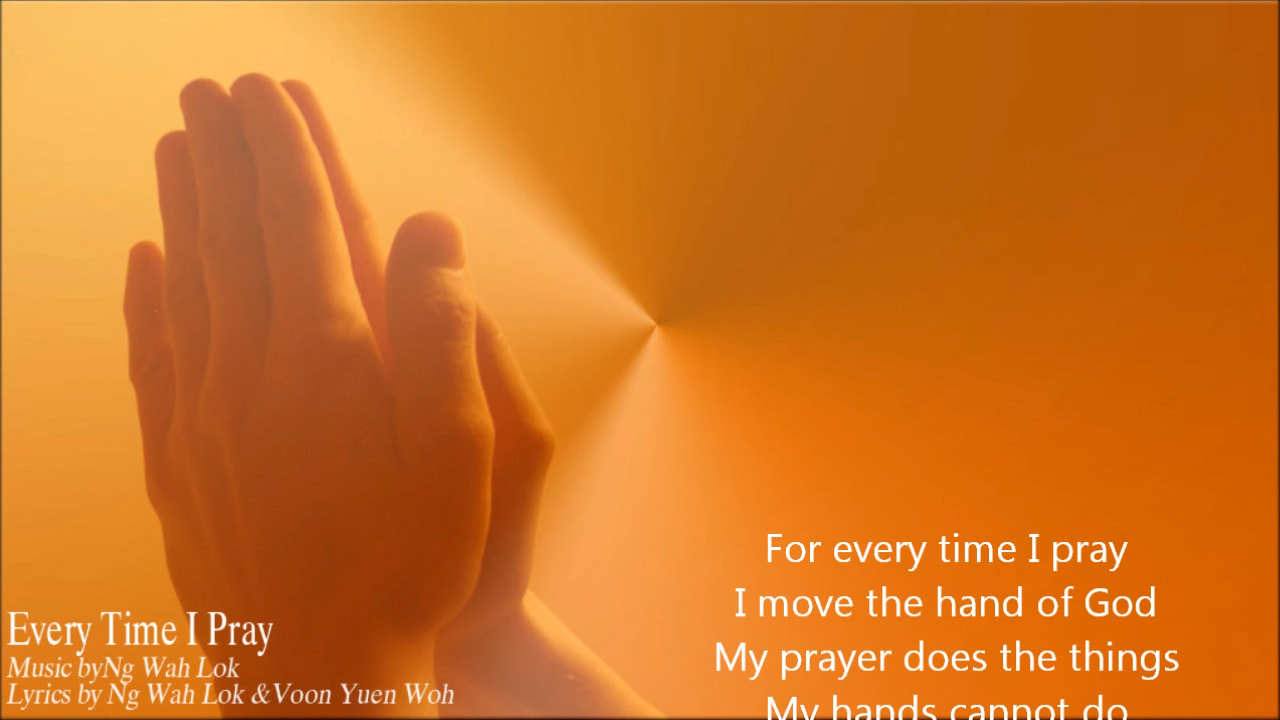 For every time I pray
I move the hand of God
My prayer does the things
My hands cannot do
Every Time I Pray
Music byNg Wah Lok
Lyrics by Ng Wah Lok &Voon Yuen Woh